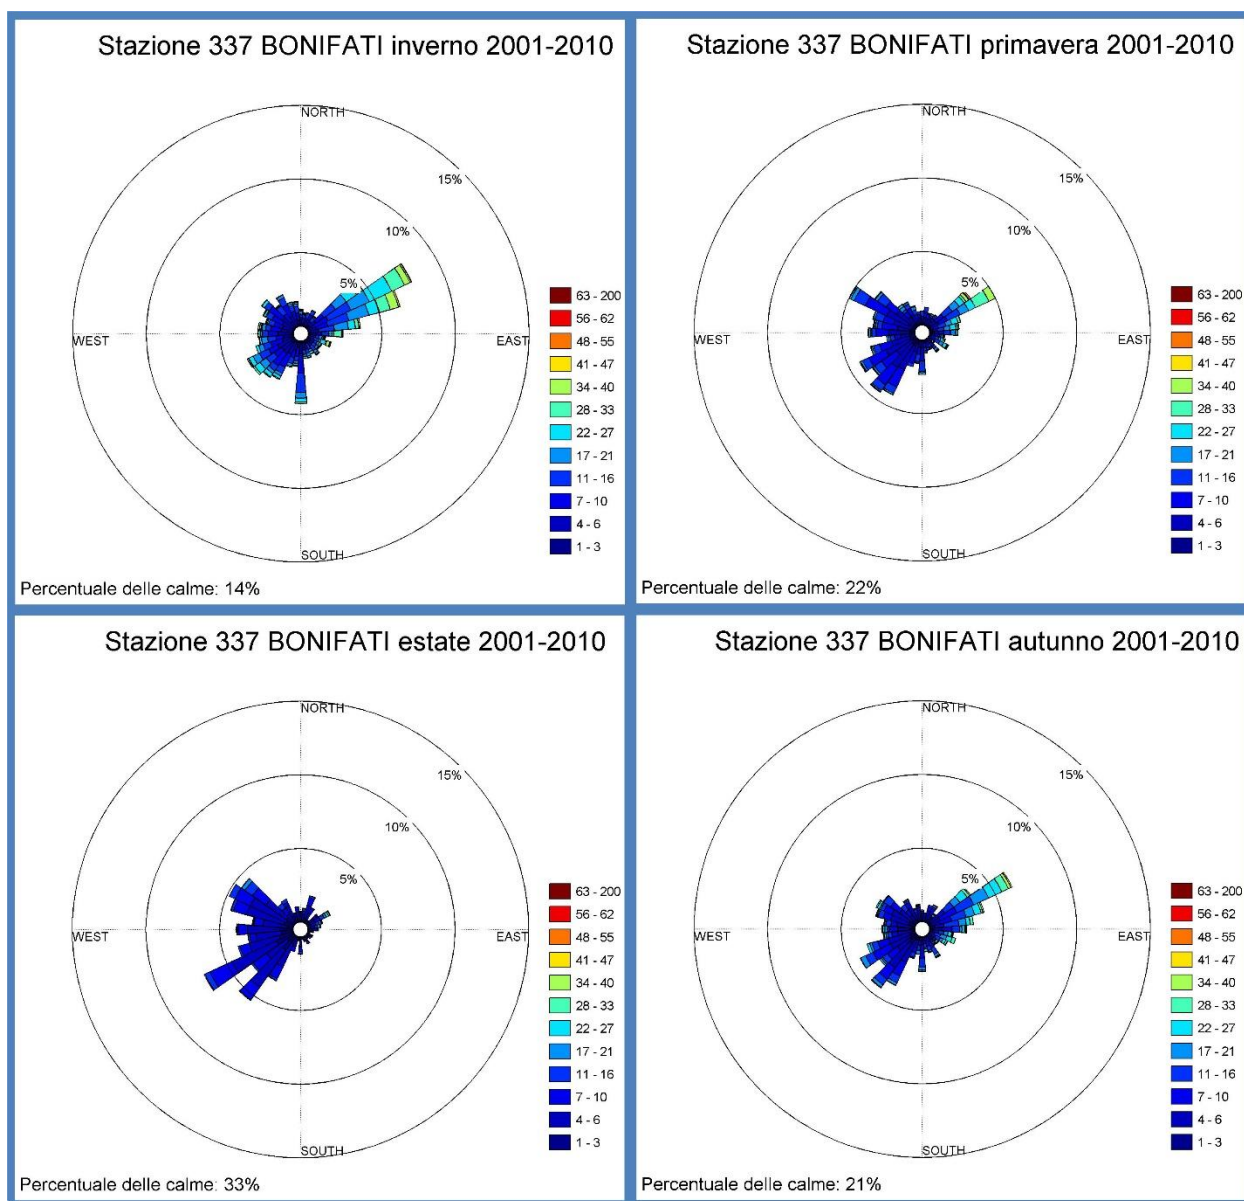 Stazione 337 BONIFATI inverno 2001-2010
NORTH
15%
10%
5%
WEST
EAST
SOUTH
63 - 200
56 - 62
48 - 55
41 - 47
34 - 40
28 - 33
22 - 27
17 - 21
11 - 16
7 - 10
4 - 6
1 - 3
Percentuale delle calme: 14%
Stazione 337 BONIFATI primavera 2001-2010
NORTH
15%
10%
5%
WEST
EAST
SOUTH
63 - 200
56 - 62
48 - 55
41 - 47
34 - 40
28 - 33
22 - 27
17 - 21
11 - 16
7 - 10
4 - 6
1 - 3
Percentuale delle calme: 22%
Stazione 337 BONIFATI estate 2001-2010
NORTH
15%
10%
5%
WEST
EAST
SOUTH
63 - 200
56 - 62
48 - 55
41 - 47
34 - 40
28 - 33
22 - 27
17 - 21
11 - 16
7 - 10
4 - 6
1 - 3
Percentuale delle calme: 33%
Stazione 337 BONIFATI autunno 2001-2010
NORTH
15%
10%
5%
WEST
EAST
SOUTH
63 - 200
56 - 62
48 - 55
41 - 47
34 - 40
28 - 33
22 - 27
17 - 21
11 - 16
7 - 10
4 - 6
1 - 3
Percentuale delle calme: 21%